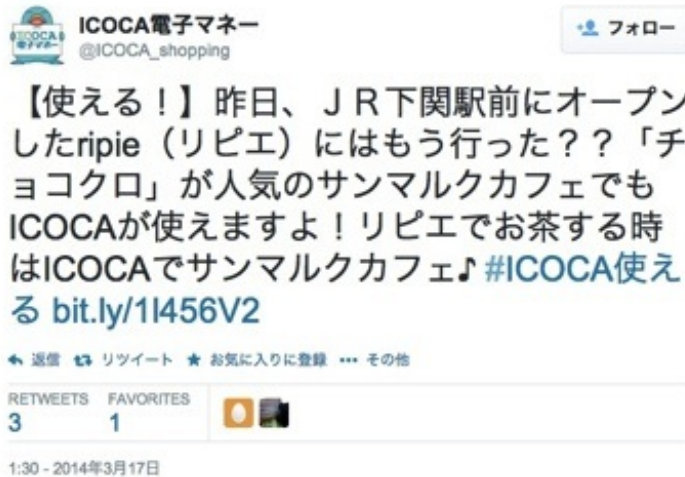 ICOCA電子マネー
@ICOCA_shopping
フォロー
【使える!】昨日、JR下関駅前にオープン
したripie(リピエ)にはもう行った??「チ
ョコクロ」が人気のサンマルクカフェでも
ICOCAが使えますよ!リピエでお茶する時
はICOCAでサンマルクカフェ♪ #ICOCA使え
る bit.ly/1l456V2
返信 リツイート お気に入りに登録 その他
RETWEETS FAVORITES
3 1
1:30 - 2014年3月17日